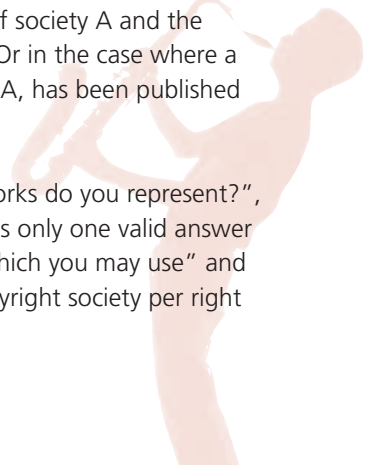 f society A and the
Or in the case where a
A, has been published
orks do you represent?”,
s only one valid answer
hich you may use” and
yright society per right